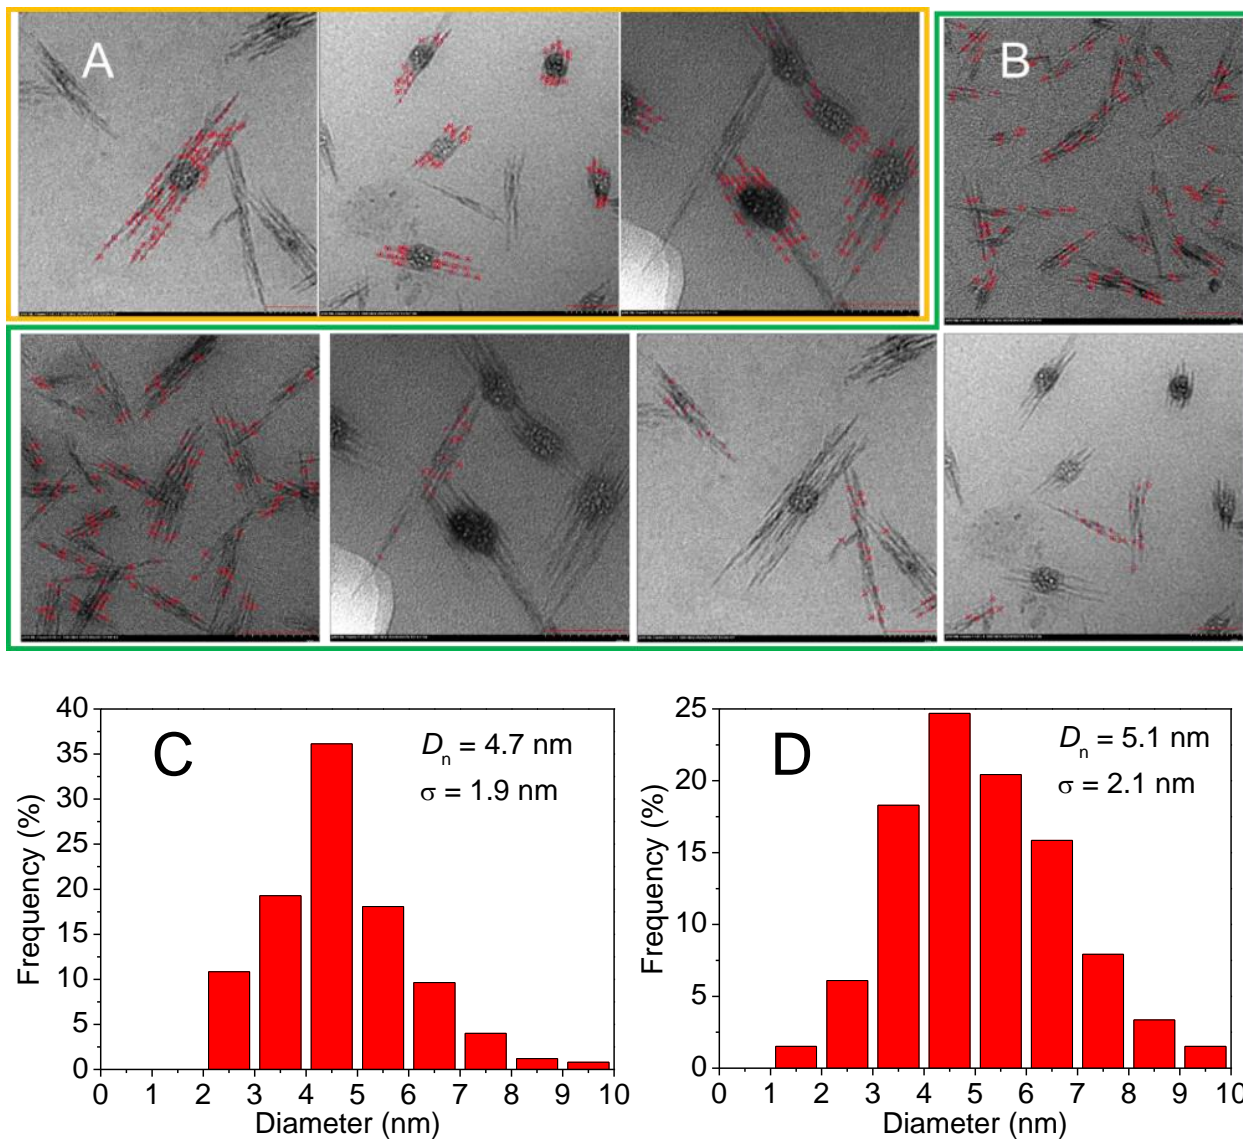 A
B
C
D
n
= 4.7 nm
σ = 1.9 nm
Frequency (%)
40
35
30
25
20
15
10
5
0
0 1 2 3 4 5 6 7 8 9 10
Diameter (nm)
D
D
n
= 5.1 nm
σ = 2.1 nm
Frequency (%)
25
20
15
10
5
0
0 1 2 3 4 5 6 7 8 9 10
Diameter (nm)